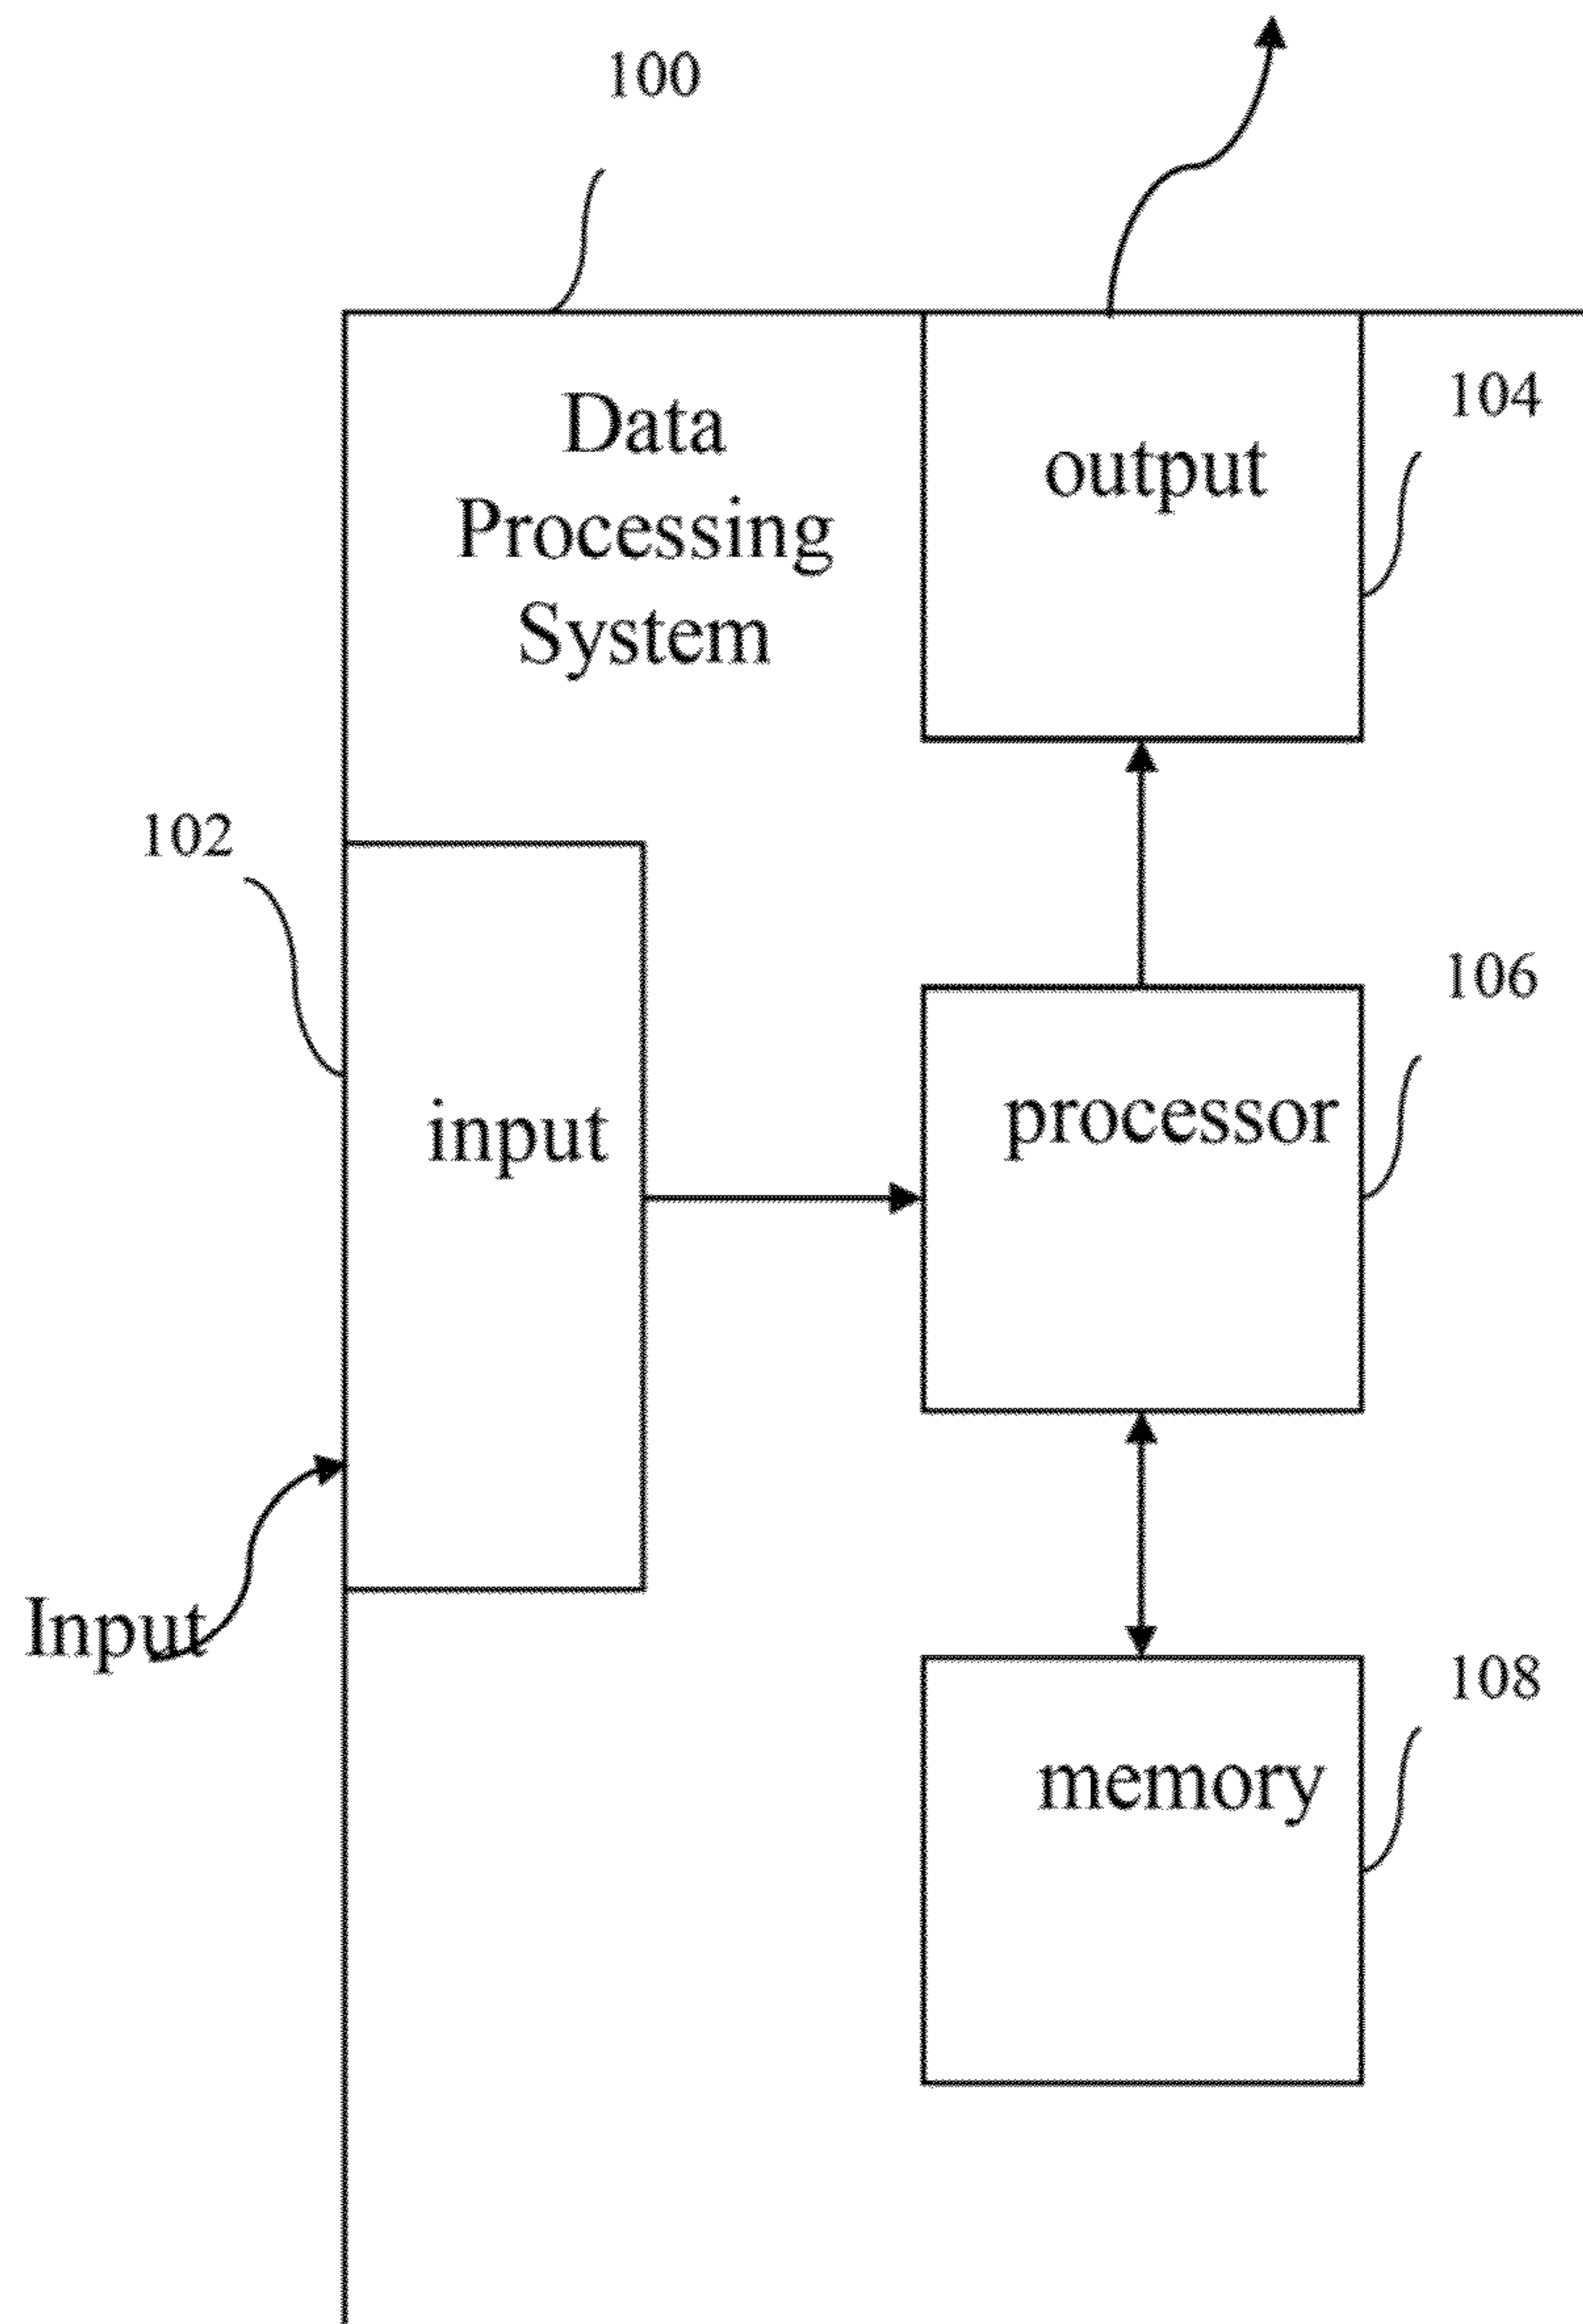 100
Data
Processing
System
output
104
102
input
processor
106
Input
memory
108